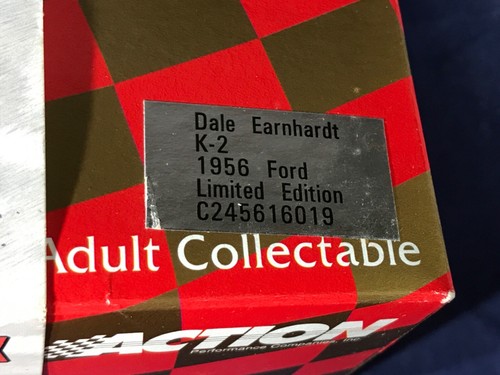 Dale Earnhardt
K-2
1956 Ford
Limited Edition
C245616019
Adult Collectable
ACTION
Performance Companies, Inc.